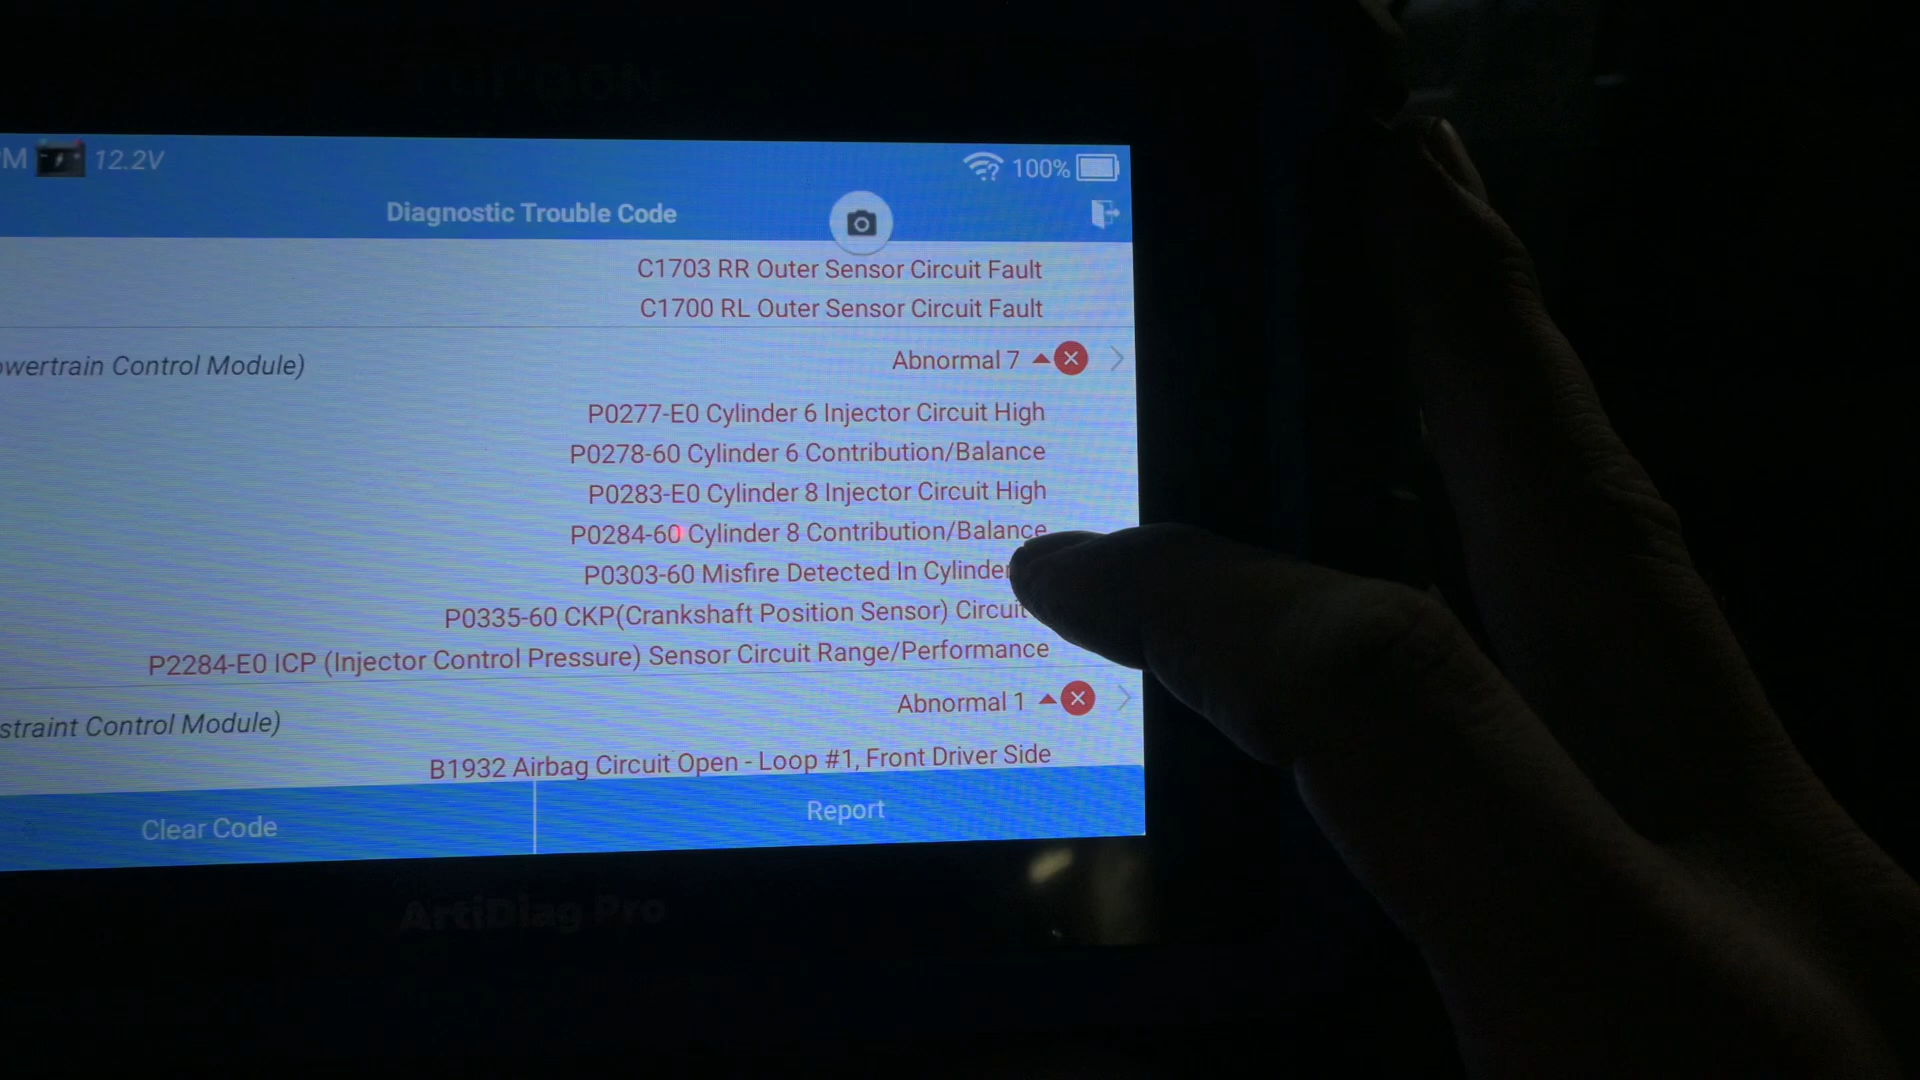 TOPDON
PM 12.2V 100%
Diagnostic Trouble Code
C1703 RR Outer Sensor Circuit Fault
C1700 RL Outer Sensor Circuit Fault
owertrain Control Module)
Abnormal 7
P0277-E0 Cylinder 6 Injector Circuit High
P0278-60 Cylinder 6 Contribution/Balance
P0283-E0 Cylinder 8 Injector Circuit High
P0284-60 Cylinder 8 Contribution/Balance
P0303-60 Misfire Detected In Cylinder
P0335-60 CKP(Crankshaft Position Sensor) Circuit
P2284-E0 ICP (Injector Control Pressure) Sensor Circuit Range/Performance
straint Control Module)
Abnormal 1
B1932 Airbag Circuit Open - Loop #1, Front Driver Side
Clear Code
Report
ArtiDiag Pro